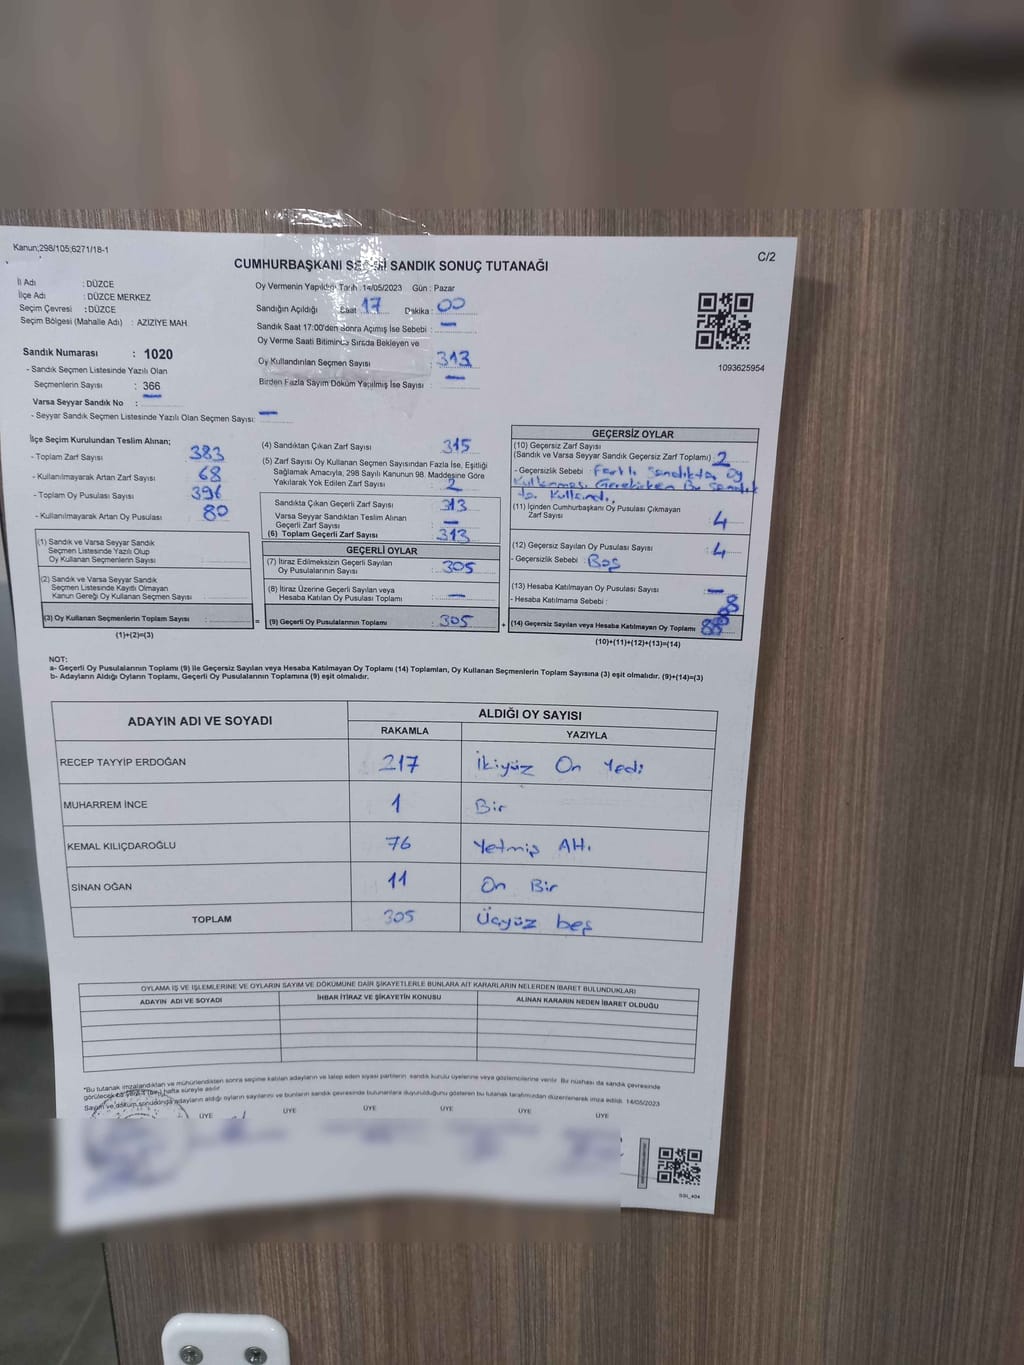 Kanun;298/105;6271/18-1
C/2
CUMHURBAŞKANI SEÇİMİ SANDIK SONUÇ TUTANAĞI
İl Adı : DÜZCE
İlçe Adı : DÜZCE MERKEZ
Seçim Çevresi : DÜZCE
Seçim Bölgesi (Mahalle Adı) : AZİZİYE MAH.
Sandık Numarası : 1020
- Sandık Seçmen Listesinde Yazılı Olan
Seçmenlerin Sayısı : 366
Varsa Seyyar Sandık No : —
- Seyyar Sandık Seçmen Listesinde Yazılı Olan Seçmen Sayısı: —
Oy Vermenin Yapıldığı Tarih : 14/05/2023 Gün : Pazar
Sandığın Açıldığı Saat 17 Dakika : 00
Sandık Saat 17:00'den Sonra Açımış İse Sebebi : —
Oy Verme Saati Bitiminde Sırada Bekleyen ve
Oy Kullandırılan Seçmen Sayısı : 313
Birden Fazla Sayım Döküm Yapılmış İse Sayısı : —
1093625954
İlçe Seçim Kurulundan Teslim Alınan;
- Toplam Zarf Sayısı : 383
- Kullanılmayarak Artan Zarf Sayısı : 68
- Toplam Oy Pusulası Sayısı : 396
- Kullanılmayarak Artan Oy Pusulası : 80
(1) Sandık ve Varsa Seyyar Sandık
Seçmen Listesinde Yazılı Olup
Oy Kullanan Seçmenlerin Sayısı :
(2) Sandık ve Varsa Seyyar Sandık
Seçmen Listesinde Kayıtlı Olmayan
Kanun Gereği Oy Kullanan Seçmen Sayısı :
(3) Oy Kullanan Seçmenlerin Toplam Sayısı :
(1)+(2)=(3)
(4) Sandıktan Çıkan Zarf Sayısı : 315
(5) Zarf Sayısı Oy Kullanan Seçmen Sayısından Fazla İse, Eşitliği
Sağlamak Amacıyla, 298 Sayılı Kanunun 98. Maddesine Göre
Yakılarak Yok Edilen Zarf Sayısı : 2
Sandıkta Çıkan Geçerli Zarf Sayısı : 313
Varsa Seyyar Sandıktan Teslim Alınan
Geçerli Zarf Sayısı : —
(6) Toplam Geçerli Zarf Sayısı : 313
GEÇERLİ OYLAR
(7) İtiraz Edilmeksizin Geçerli Sayılan
Oy Pusulalarının Sayısı : 305
(8) İtiraz Üzerine Geçerli Sayılan veya
Hesaba Katılan Oy Pusulası Toplamı : —
= (9) Geçerli Oy Pusulalarının Toplamı : 305
GEÇERSİZ OYLAR
(10) Geçersiz Zarf Sayısı
(Sandık ve Varsa Seyyar Sandık Geçersiz Zarf Toplamı) : 2
- Geçersizlik Sebebi : Farklı Sandıkta Oy
Kullanması Gerekirken Bu Sandık
ta Kullandı.
(11) İçinden Cumhurbaşkanı Oy Pusulası Çıkmayan
Zarf Sayısı : 4
(12) Geçersiz Sayılan Oy Pusulası Sayısı : 4
- Geçersizlik Sebebi : Boş
(13) Hesaba Katılmayan Oy Pusulası Sayısı : —
- Hesaba Katılmama Sebebi :
8
+ (14) Geçersiz Sayılan veya Hesaba Katılmayan Oy Toplamı
(10)+(11)+(12)+(13)=(14)
NOT:
a- Geçerli Oy Pusulalarının Toplamı (9) ile Geçersiz Sayılan veya Hesaba Katılmayan Oy Toplamı (14) Toplamları, Oy Kullanan Seçmenlerin Toplam Sayısına (3) eşit olmalıdır. (9)+(14)=(3)
b- Adayların Aldığı Oyların Toplamı, Geçerli Oy Pusulalarının Toplamına (9) eşit olmalıdır.
ADAYIN ADI VE SOYADI ALDIĞI OY SAYISI
RAKAMLA YAZIYLA
RECEP TAYYİP ERDOĞAN 217 İkiyüz On Yedi
MUHARREM İNCE 1 Bir
KEMAL KILIÇDAROĞLU 76 Yetmiş Altı
SİNAN OĞAN 11 On Bir
TOPLAM 305 Üçyüz beş
OYLAMA İŞ VE İŞLEMLERİNE VE OYLARIN SAYIM VE DÖKÜMÜNE DAİR ŞİKAYETLERLE BUNLARA AİT KARARLARIN NELERDEN İBARET BULUNDUKLARI
ADAYIN ADI VE SOYADI İHBAR İTİRAZ VE ŞİKAYETİN KONUSU ALINAN KARARIN NEDEN İBARET OLDUĞU
*Bu tutanak imzalandıktan ve mühürlendikten sonra seçime katılan adayların ve talep eden siyasi partilerin sandık kurulu üyelerine veya gözlemcilerine verilir. Bir nüshası da sandık çevresinde
görülecek bir yere 1 (bir) hafta süreyle asılır.
Sayım ve döküm sonucunda adayların aldığı oyların sayılarını ve bunların sandık çevresinde bulunanlara duyurulduğunu gösteren bu tutanak tarafımızdan düzenlenerek imza edildi. 14/05/2023
ÜYE ÜYE ÜYE ÜYE ÜYE ÜYE